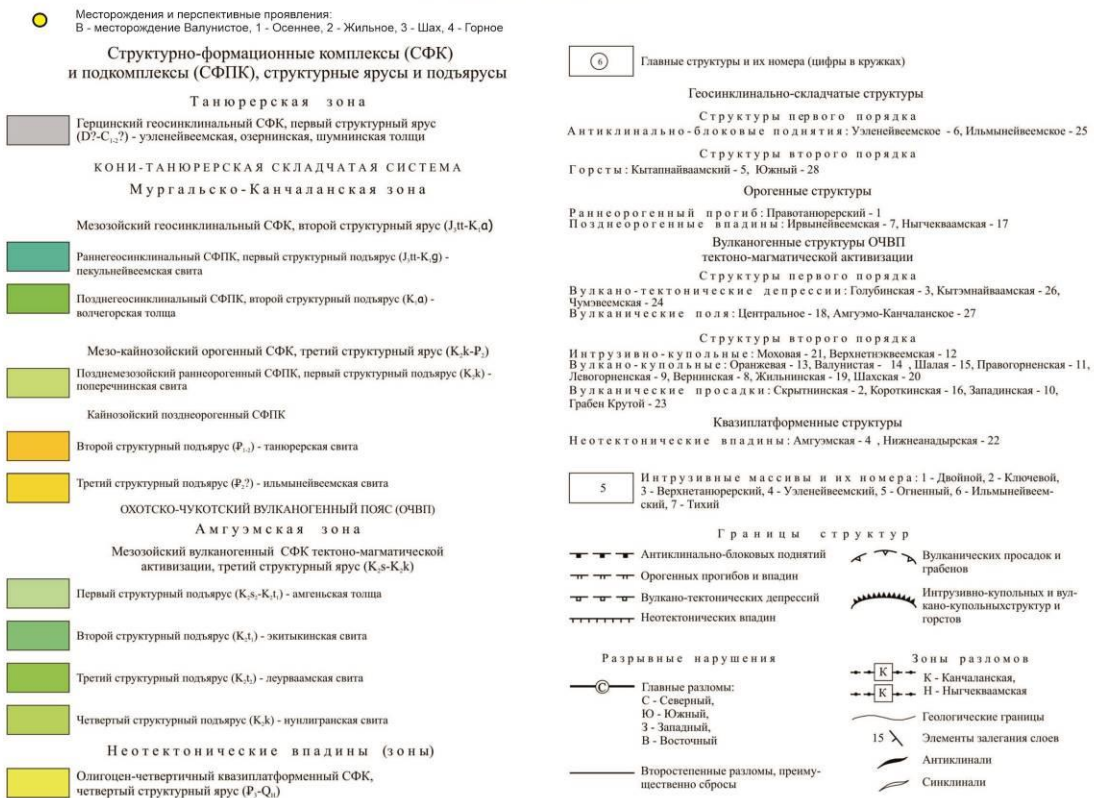 Месторождения и перспективные проявления:
В - месторождение Валунистое, 1 - Осеннее, 2 - Жильное, 3 - Шах, 4 - Горное
Структурно-формационные комплексы (СФК)
и подкомплексы (СФПК), структурные ярусы и подъярусы
Танюрерская зона
Герцинский геосинклинальный СФК, первый структурный ярус
(D?-C₁₋₂?) - уэленейвеемская, озернинская, шумнинская толщи
КОНИ-ТАНЮРЕРСКАЯ СКЛАДЧАТАЯ СИСТЕМА
Мургальско-Канчаланская зона
Мезозойский геосинклинальный СФК, второй структурный ярус (J₃tt-K₁a)
Раннегеосинклинальный СФПК, первый структурный подъярус (J₃tt-K₁g) -
пекульнейвеемская свита
Позднегеосинклинальный СФПК, второй структурный подъярус (K₁a) -
волчегорская толща
Мезо-кайнозойский орогенный СФК, третий структурный ярус (K₂k-₽₂)
Позднемезозойский раннеорогенный СФПК, первый структурный подъярус (K₂k) -
поперечнинская свита
Кайнозойский позднеорогенный СФПК
Второй структурный подъярус (₽₁₋₂) - танюрерская свита
Третий структурный подъярус (₽₂?) - ильмынейвеемская свита
ОХОТСКО-ЧУКОТСКИЙ ВУЛКАНОГЕННЫЙ ПОЯС (ОЧВП)
Амгуэмская зона
Мезозойский вулканогенный СФК тектоно-магматической
активизации, третий структурный ярус (K₂s-K₂k)
Первый структурный подъярус (K₂s₂-K₂t₁) - амгеньская толща
Второй структурный подъярус (K₂t₁) - экитыкинская свита
Третий структурный подъярус (K₂t₂) - леурваамская свита
Четвертый структурный подъярус (K₂k) - нунлигранская свита
Неотектонические впадины (зоны)
Олигоцен-четвертичный квазиплатформенный СФК,
четвертый структурный ярус (₽₃-Qₕ)
6 Главные структуры и их номера (цифры в кружках)
Геосинклинально-складчатые структуры
Структуры первого порядка
Антиклинально-блоковые поднятия: Уэленейвеемское - 6, Ильмынейвеемское - 25
Структуры второго порядка
Горсты: Кытапнайваамский - 5, Южный - 28
Орогенные структуры
Раннеорогенный прогиб: Правотанюрерский - 1
Позднеорогенные впадины: Ирвынейвеемская - 7, Ныгчекваамская - 17
Вулканогенные структуры ОЧВП
тектоно-магматической активизации
Структуры первого порядка
Вулкано-тектонические депрессии: Голубинская - 3, Кытэмнайваамская - 26,
Чумэвеемская - 24
Вулканические поля: Центральное - 18, Амгуэмо-Канчаланское - 27
Структуры второго порядка
Интрузивно-купольные: Моховая - 21, Верхнетнэквеемская - 12
Вулкано-купольные: Оранжевая - 13, Валунистая - 14 , Шалая - 15, Правогорненская - 11,
Левогорненская - 9, Вернинская - 8, Жильнинская - 19, Шахская - 20
Вулканические просадки: Скрытнинская - 2, Короткинская - 16, Западинская - 10,
Грабен Крутой - 23
Квазиплатформенные структуры
Неотектонические впадины: Амгуэмская - 4 , Нижнеанадырская - 22
5 Интрузивные массивы и их номера: 1 - Двойной, 2 - Ключевой,
3 - Верхнетанюрерский, 4 - Уэленейвеемский, 5 - Огненный, 6 - Ильмынейвеем-
ский, 7 - Тихий
Границы структур
Антиклинально-блоковых поднятий
Орогенных прогибов и впадин
Вулкано-тектонических депрессий
Неотектонических впадин
Вулканических просадок и
грабенов
Интрузивно-купольных и вул-
кано-купольныхструктур и
горстов
Разрывные нарушения
С Главные разломы:
С - Северный,
Ю - Южный,
З - Западный,
В - Восточный
Второстепенные разломы, преиму-
щественно сбросы
Зоны разломов
К К - Канчаланская,
К Н - Ныгчекваамская
Геологические границы
15 Элементы залегания слоев
Антиклинали
Синклинали